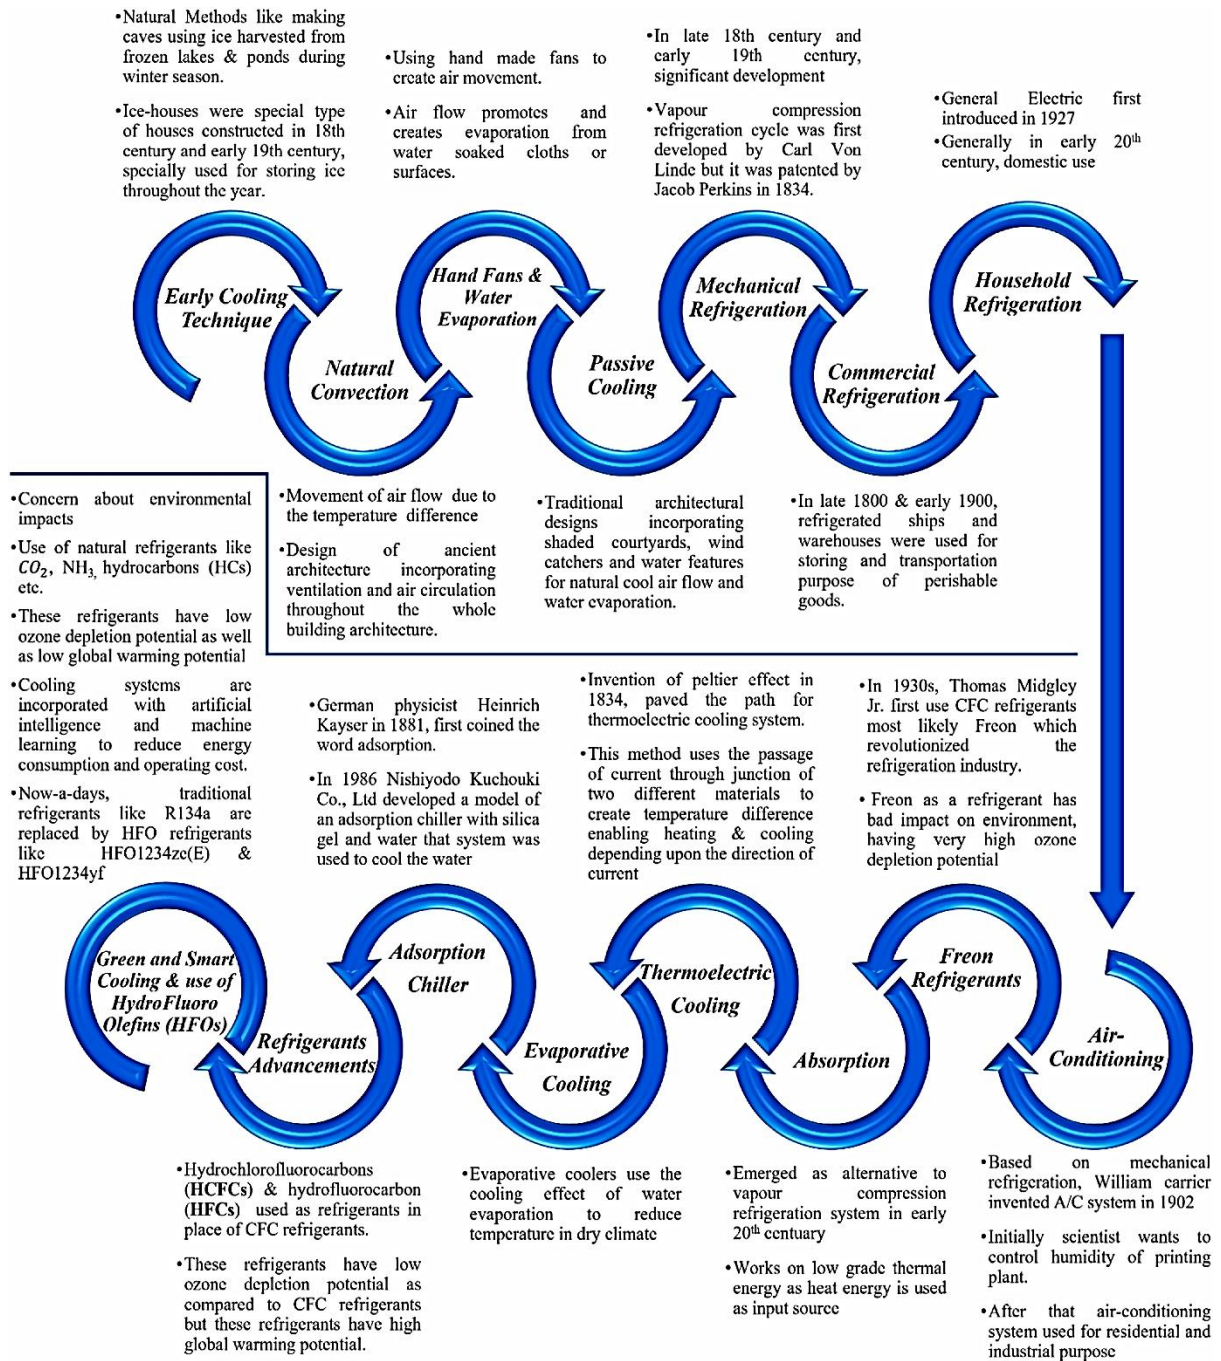 •Natural Methods like making
caves using ice harvested from
frozen lakes & ponds during
winter season.
•Ice-houses were special type
of houses constructed in 18th
century and early 19th century,
specially used for storing ice
throughout the year.
•Using hand made fans to
create air movement.
•Air flow promotes and
creates evaporation from
water soaked cloths or
surfaces.
•In late 18th century and
early 19th century,
significant development
•Vapour compression
refrigeration cycle was first
developed by Carl Von
Linde but it was patented by
Jacob Perkins in 1834.
•General Electric first
introduced in 1927
•Generally in early 20th
century, domestic use
Early Cooling
Technique
Natural
Convection
Hand Fans &
Water
Evaporation
Passive
Cooling
Mechanical
Refrigeration
Commercial
Refrigeration
Household
Refrigeration
•Movement of air flow due to
the temperature difference
•Design of ancient
architecture incorporating
ventilation and air circulation
throughout the whole
building architecture.
•Traditional architectural
designs incorporating
shaded courtyards, wind
catchers and water features
for natural cool air flow and
water evaporation.
•In late 1800 & early 1900,
refrigerated ships and
warehouses were used for
storing and transportation
purpose of perishable
goods.
•Concern about environmental
impacts
•Use of natural refrigerants like
CO₂, NH₃, hydrocarbons (HCs)
etc.
•These refrigerants have low
ozone depletion potential as well
as low global warming potential
•Cooling systems are
incorporated with artificial
intelligence and machine
learning to reduce energy
consumption and operating cost.
•Now-a-days, traditional
refrigerants like R134a are
replaced by HFO refrigerants
like HFO1234ze(E) &
HFO1234yf
•German physicist Heinrich
Kayser in 1881, first coined the
word adsorption.
•In 1986 Nishiyodo Kuchouki
Co., Ltd developed a model of
an adsorption chiller with silica
gel and water that system was
used to cool the water
•Invention of peltier effect in
1834, paved the path for
thermoelectric cooling system.
•This method uses the passage
of current through junction of
two different materials to
create temperature difference
enabling heating & cooling
depending upon the direction of
current
•In 1930s, Thomas Midgley
Jr. first use CFC refrigerants
most likely Freon which
revolutionized the
refrigeration industry.
• Freon as a refrigerant has
bad impact on environment,
having very high ozone
depletion potential
Green and Smart
Cooling & use of
HydroFluoro
Olefins (HFOs)
Refrigerants
Advancements
Adsorption
Chiller
Evaporative
Cooling
Thermoelectric
Cooling
Absorption
Freon
Refrigerants
Air-
Conditioning
•Hydrochlorofluorocarbons
(HCFCs) & hydrofluorocarbon
(HFCs) used as refrigerants in
place of CFC refrigerants.
•These refrigerants have low
ozone depletion potential as
compared to CFC refrigerants
but these refrigerants have high
global warming potential.
•Evaporative coolers use the
cooling effect of water
evaporation to reduce
temperature in dry climate
•Emerged as alternative to
vapour compression
refrigeration system in early
20th centuary
•Works on low grade thermal
energy as heat energy is used
as input source
•Based on mechanical
refrigeration, William carrier
invented A/C system in 1902
•Initially scientist wants to
control humidity of printing
plant.
•After that air-conditioning
system used for residential and
industrial purpose